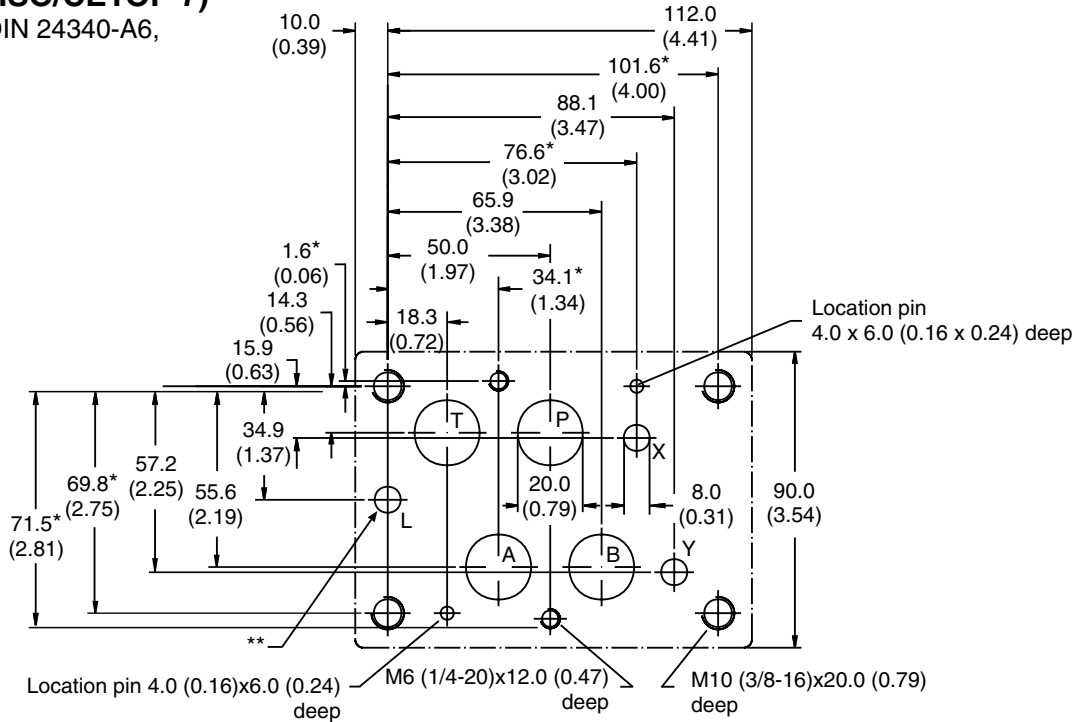 DIN 24340-A6,
10.0
(0.39)
112.0
(4.41)
101.6*
(4.00)
88.1
(3.47)
76.6*
(3.02)
65.9
(3.38)
50.0
(1.97)
1.6*
(0.06)
34.1*
(1.34)
14.3
(0.56)
18.3
(0.72)
Location pin
4.0 x 6.0 (0.16 x 0.24) deep
15.9
(0.63)
T
P
X
34.9
(1.37)
57.2
(2.25)
69.8*
(2.75)
55.6
(2.19)
71.5*
(2.81)
20.0
(0.79)
8.0
(0.31)
90.0
(3.54)
L
A
B
Y
**
Location pin 4.0 (0.16)x6.0 (0.24)
deep
M6 (1/4-20)x12.0 (0.47)
deep
M10 (3/8-16)x20.0 (0.79)
deep